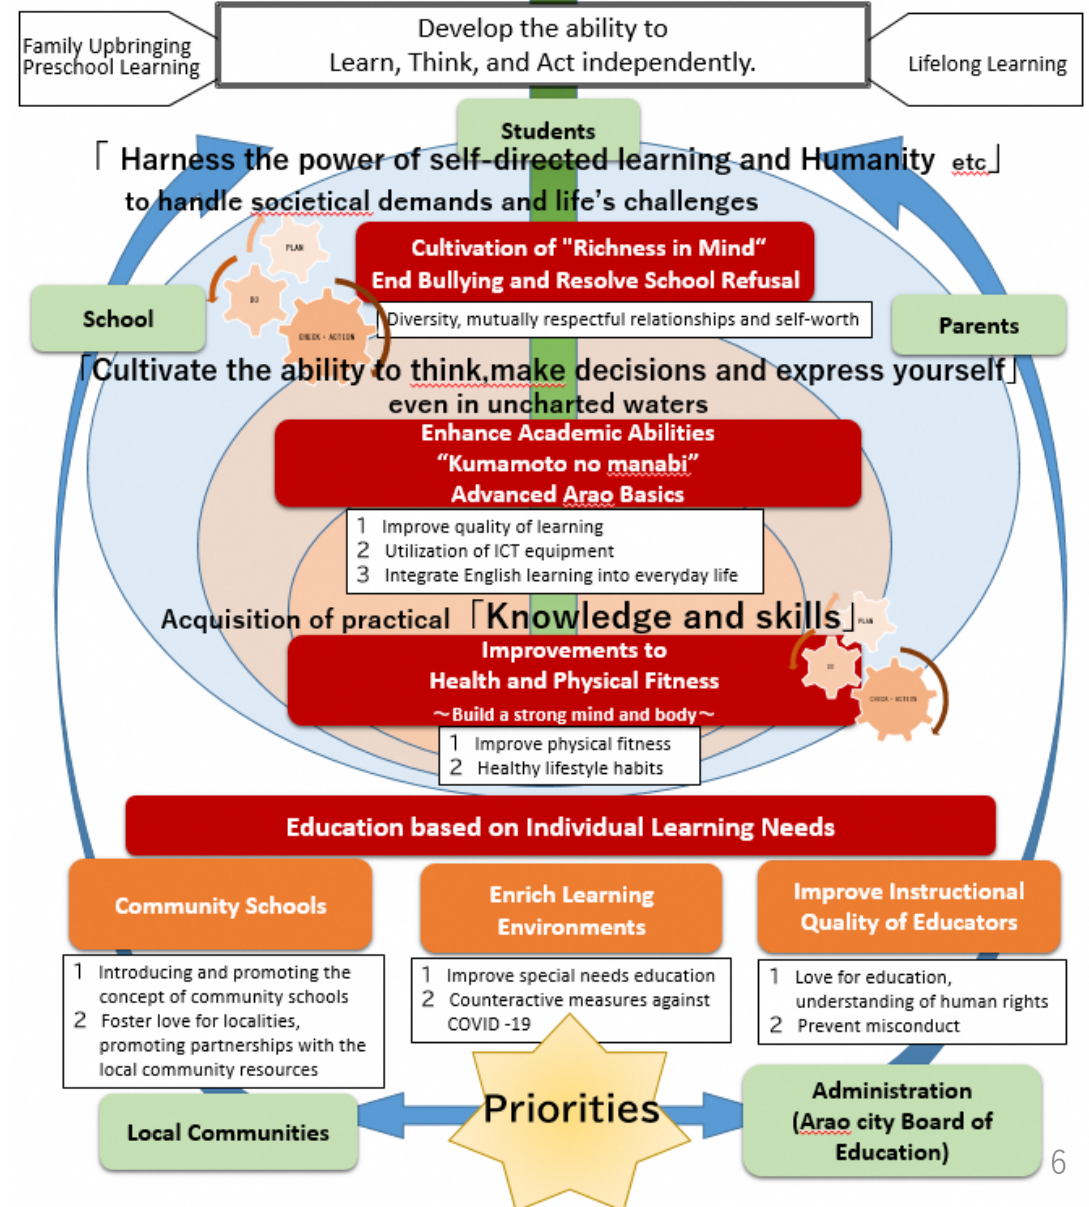 Develop the ability to
Learn, Think, and Act independently.
Family Upbringing
Preschool Learning
Lifelong Learning
Students
「 Harness the power of self-directed learning and Humanity etc」
to handle societical demands and life's challenges
PLAN
DO
CHECK・ACTION
Cultivation of "Richness in Mind“
End Bullying and Resolve School Refusal
Diversity, mutually respectful relationships and self-worth
School
Parents
「Cultivate the ability to think,make decisions and express yourself」
even in uncharted waters
Enhance Academic Abilities
“Kumamoto no manabi”
Advanced Arao Basics
1 Improve quality of learning
2 Utilization of ICT equipment
3 Integrate English learning into everyday life
Acquisition of practical「Knowledge and skills」
PLAN
DO
CHECK・ACTION
Improvements to
Health and Physical Fitness
～Build a strong mind and body～
1 Improve physical fitness
2 Healthy lifestyle habits
Education based on Individual Learning Needs
Community Schools
1 Introducing and promoting the
concept of community schools
2 Foster love for localities,
promoting partnerships with the
local community resources
Enrich Learning
Environments
1 Improve special needs education
2 Counteractive measures against
COVID -19
Improve Instructional
Quality of Educators
1 Love for education,
understanding of human rights
2 Prevent misconduct
Local Communities
Priorities
Administration
(Arao city Board of
Education)
6